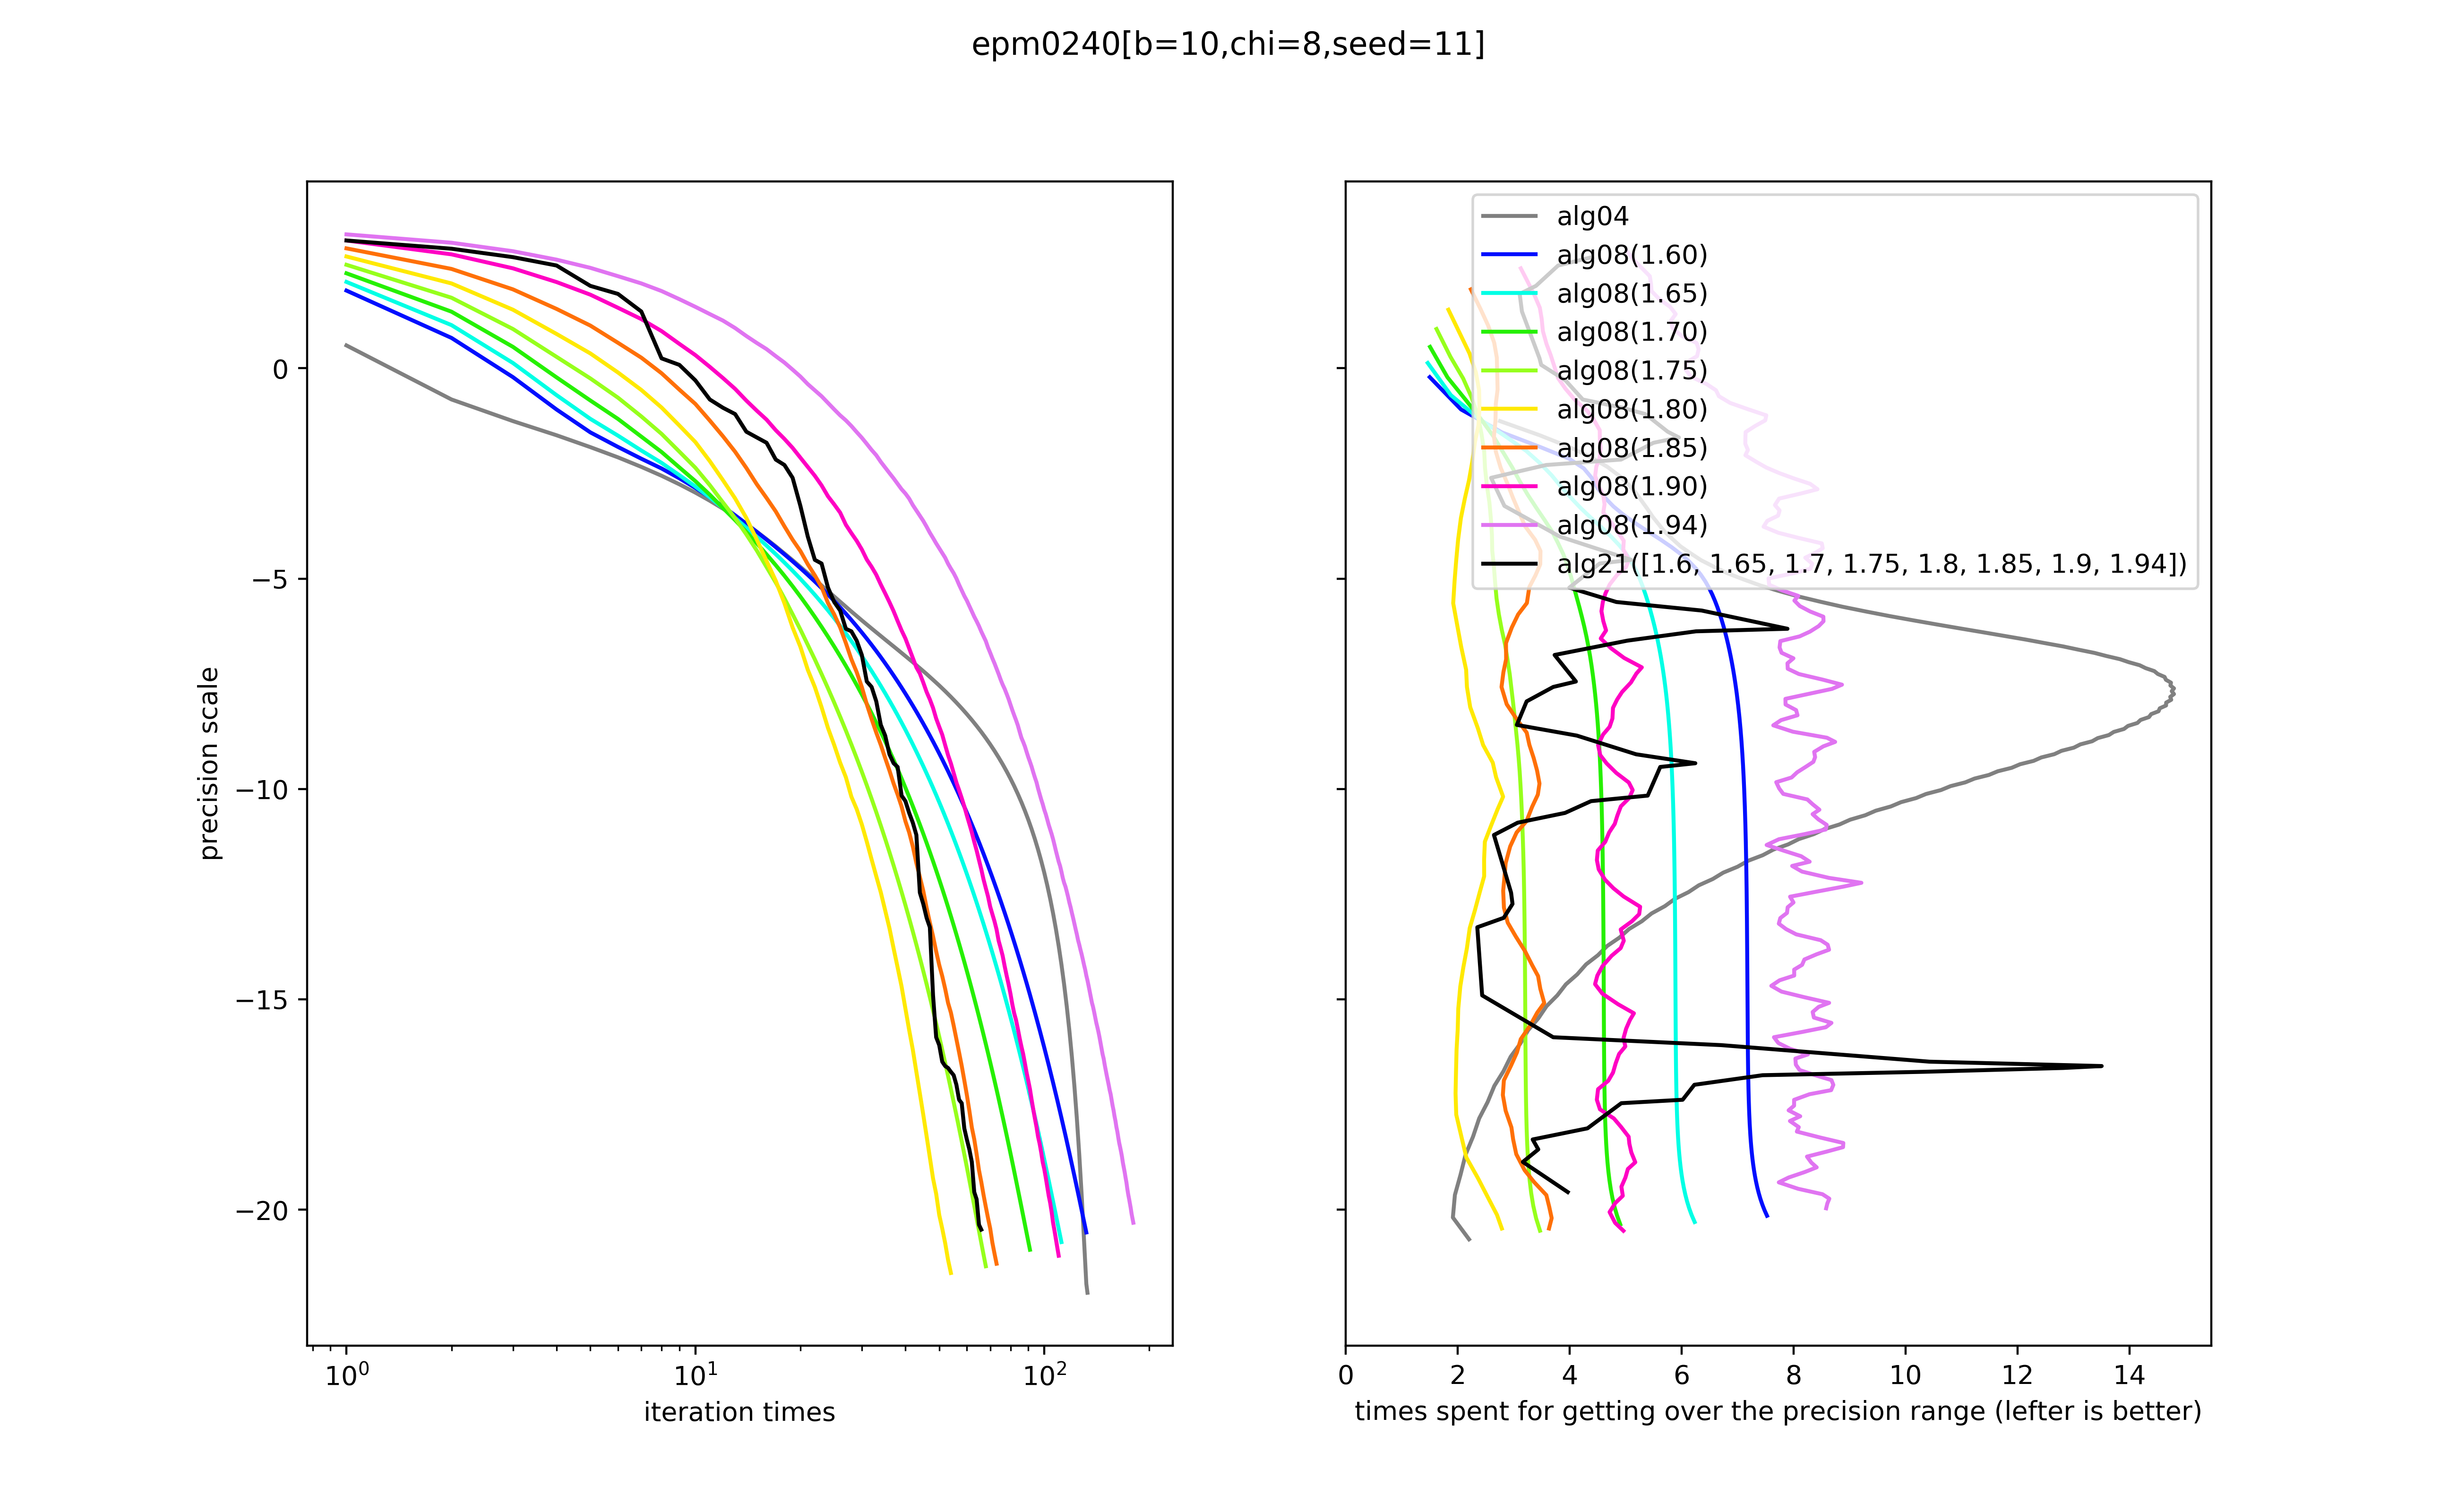 epm0240[b=10,chi=8,seed=11]
precision scale
0
−5
−10
−15
−20
10⁰ 10¹ 10²
iteration times
alg04
alg08(1.60)
alg08(1.65)
alg08(1.70)
alg08(1.75)
alg08(1.80)
alg08(1.85)
alg08(1.90)
alg08(1.94)
alg21([1.6, 1.65, 1.7, 1.75, 1.8, 1.85, 1.9, 1.94])
0 2 4 6 8 10 12 14
times spent for getting over the precision range (lefter is better)